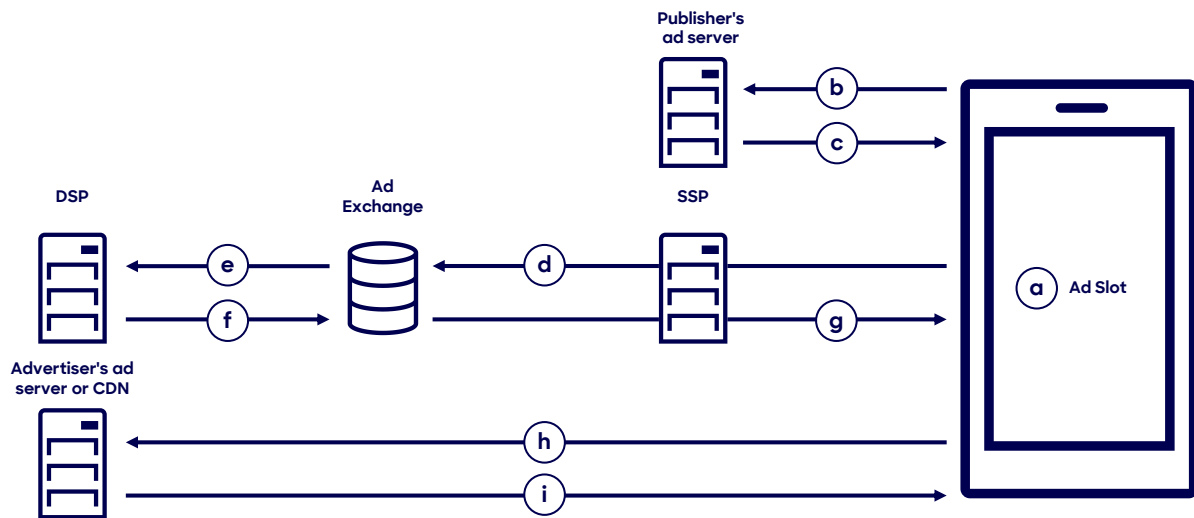 Publisher's
ad server
b
c
DSP
Ad
Exchange
SSP
e
d
a Ad Slot
f
g
Advertiser's ad
server or CDN
h
i